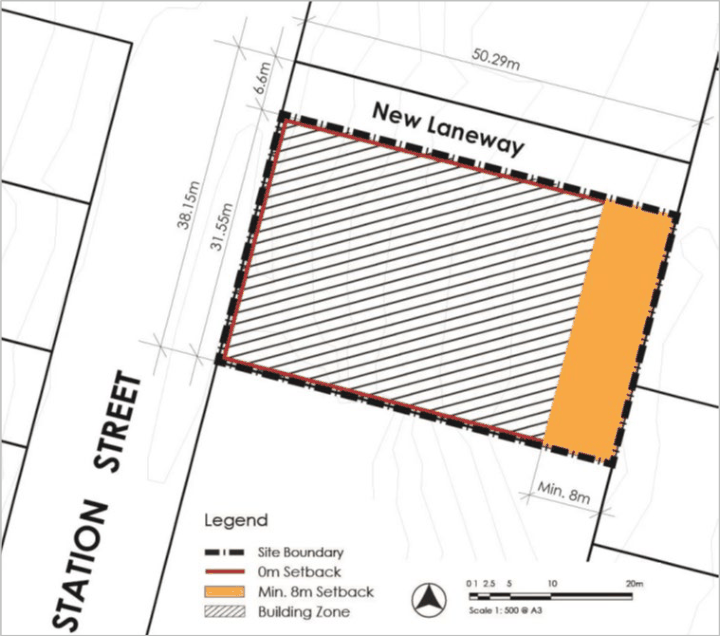 50.29m
6.6m
New Laneway
38.15m
31.55m
STATION STREET
Min. 8m
Legend
Site Boundary
0m Setback
Min. 8m Setback
Building Zone
0 1 2.5 5 10 20m
Scale 1: 500 @ A3